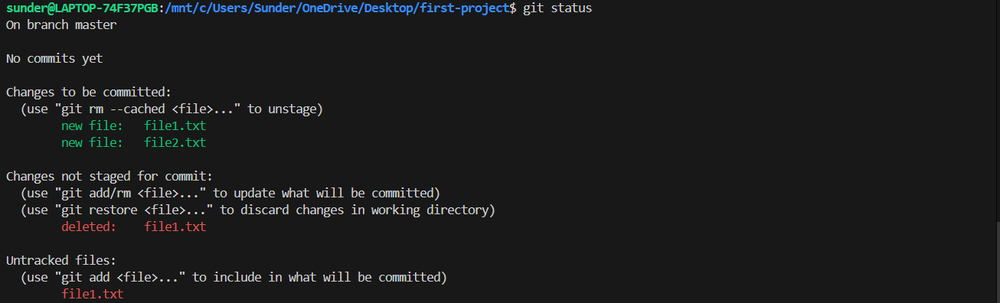 sunder@LAPTOP-74F37PGB:/mnt/c/Users/Sunder/OneDrive/Desktop/first-project$ git status
On branch master

No commits yet

Changes to be committed:
  (use "git rm --cached <file>..." to unstage)
        new file:   file1.txt
        new file:   file2.txt

Changes not staged for commit:
  (use "git add/rm <file>..." to update what will be committed)
  (use "git restore <file>..." to discard changes in working directory)
        deleted:    file1.txt

Untracked files:
  (use "git add <file>..." to include in what will be committed)
        file1.txt